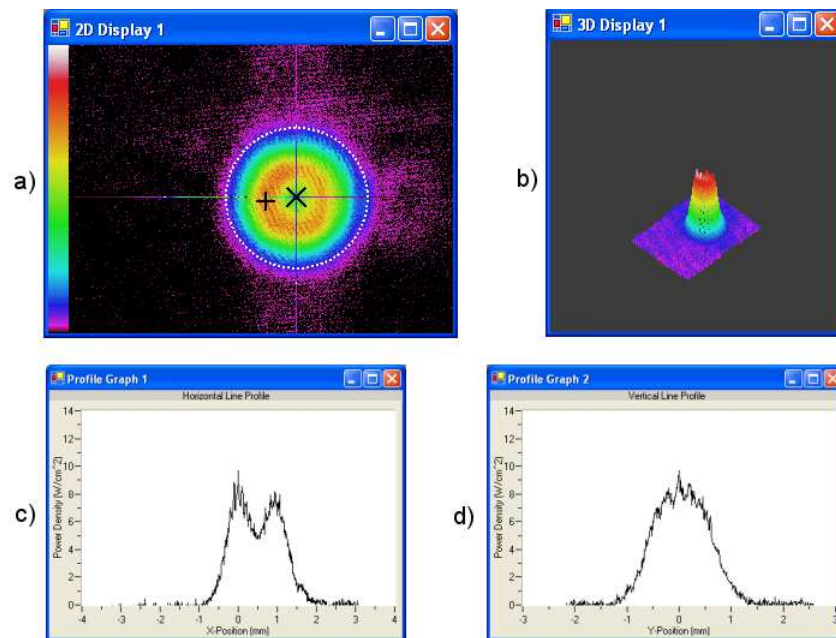 2D Display 1
3D Display 1
a)
b)
Profile Graph 1
Horizontal Line Profile
Power Density (W/cm^2)
14
12
10
8
6
4
2
0
-4
-3
-2
-1
0
1
2
3
4
X-Position (mm)
c)
Profile Graph 2
Vertical Line Profile
Power Density (W/cm^2)
14
12
10
8
6
4
2
0
-3
-2
-1
0
1
2
3
Y-Position (mm)
d)